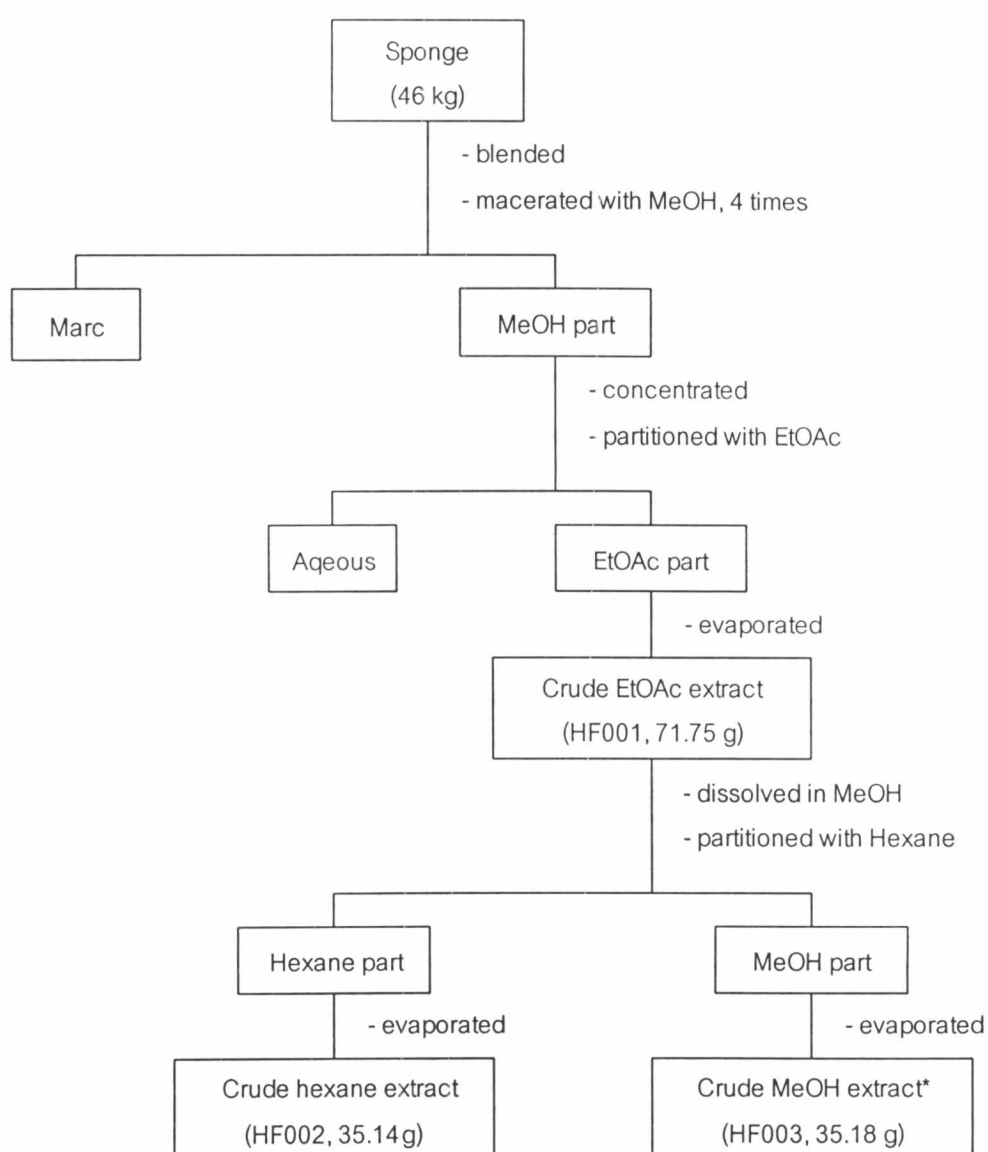 Sponge
(46 kg)
- blended
- macerated with MeOH, 4 times
Marc
MeOH part
- concentrated
- partitioned with EtOAc
Aqeous
EtOAc part
- evaporated
Crude EtOAc extract
(HF001, 71.75 g)
- dissolved in MeOH
- partitioned with Hexane
Hexane part
MeOH part
- evaporated
- evaporated
Crude hexane extract
(HF002, 35.14 g)
Crude MeOH extract*
(HF003, 35.18 g)